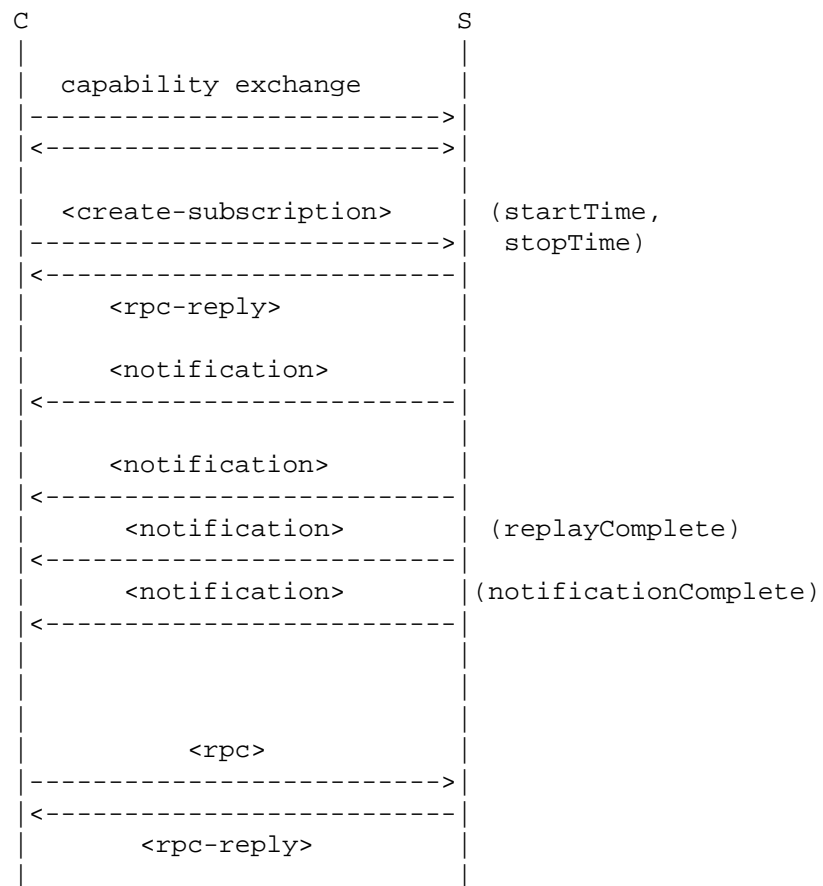 C S
capability exchange
<create-subscription> (startTime,
stopTime)
<rpc-reply>
<notification>
<notification>
<notification> (replayComplete)
<notification> (notificationComplete)
<rpc>
<rpc-reply>